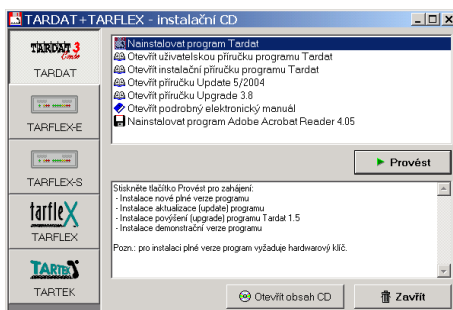 TARDAT+TARFLEX - instalační CD
TARDAT 3
Combo
TARDAT
TARFLEX-E
TARFLEX-S
tarfleX
TARFLEX
TARTEK
TARTEK
Nainstalovat program Tardat
Otevřít uživatelskou příručku programu Tardat
Otevřít instalační příručku programu Tardat
Otevřít příručku Update 5/2004
Otevřít příručku Upgrade 3.8
Otevřít podrobný elektronický manuál
Nainstalovat program Adobe Acrobat Reader 4.05
Provést
Stiskněte tlačítko Provést pro zahájení:
- Instalace nové plné verze programu
- Instalace aktualizace (update) programu
- Instalace povýšení (upgrade) programu Tardat 1.5
- Instalace demonstrační verze programu
Pozn.: pro instalaci plné verze program vyžaduje hardwarový klíč.
Otevřít obsah CD
Zavřít